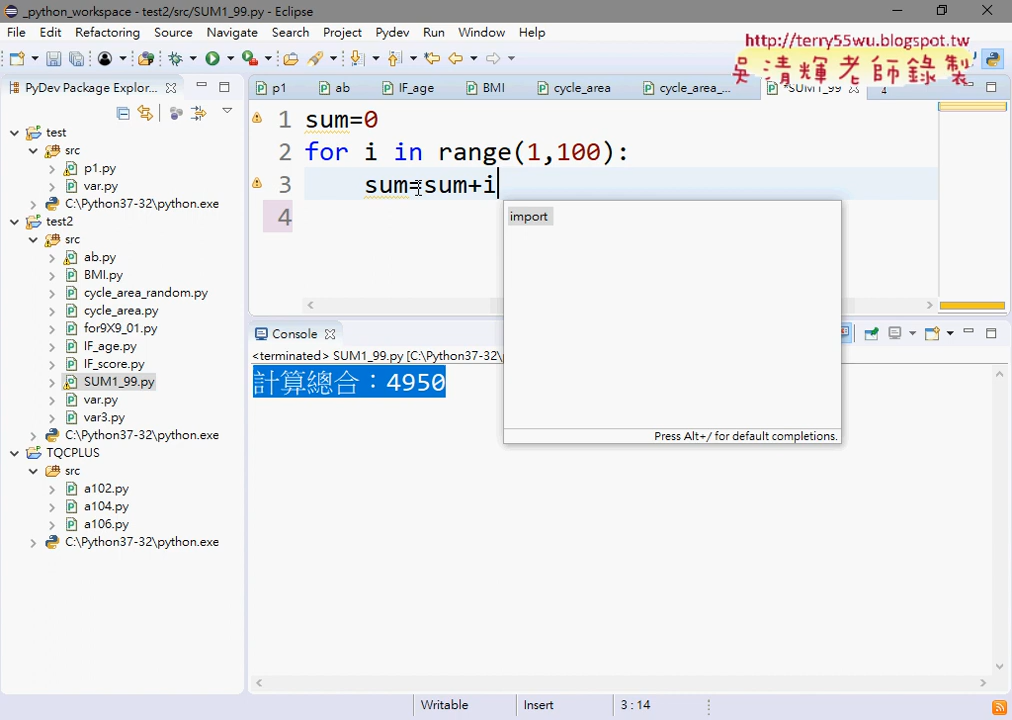 _python_workspace - test2/src/SUM1_99.py - Eclipse
File Edit Refactoring Source Navigate Search Project Pydev Run Window Help
http://terry55wu.blogspot.tw
吳清輝老師錄製
PyDev Package Explor...
p1 ab IF_age BMI cycle_area cycle_area_... *SUM1_99
test
src
p1.py
var.py
C:\Python37-32\python.exe
test2
src
ab.py
BMI.py
cycle_area_random.py
cycle_area.py
for9X9_01.py
IF_age.py
IF_score.py
SUM1_99.py
var.py
var3.py
C:\Python37-32\python.exe
TQCPLUS
src
a102.py
a104.py
a106.py
C:\Python37-32\python.exe
1 sum=0
2 for i in range(1,100):
3 sum=sum+i
4
import
Press Alt+/ for default completions.
Console
<terminated> SUM1_99.py [C:\Python37-32\
計算總合：4950
Writable Insert 3 : 14